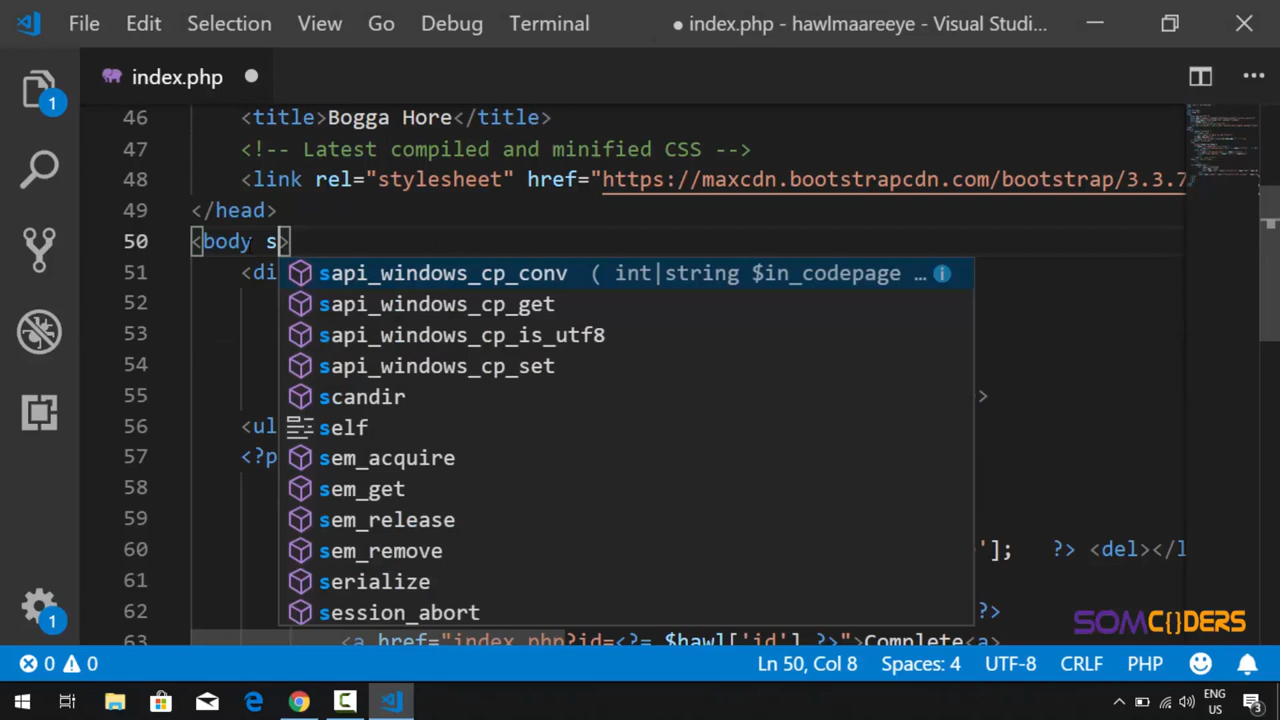 File Edit Selection View Go Debug Terminal ● index.php - hawlmaareeye - Visual Studi...
1 index.php ●
46 <title>Bogga Hore</title>
47 <!-- Latest compiled and minified CSS -->
48 <link rel="stylesheet" href="https://maxcdn.bootstrapcdn.com/bootstrap/3.3.7
49 </head>
50 <body s>
51 <di sapi_windows_cp_conv ( int|string $in_codepage …
52 sapi_windows_cp_get
53 sapi_windows_cp_is_utf8
54 sapi_windows_cp_set
55 scandir >
56 <ul self
57 <?p sem_acquire
58 sem_get
59 sem_release
60 sem_remove '']; ?> <del></l
61 serialize
62 session_abort ?>
63 <a href="index.php?id=<?= $hawl['id'] ?>">Complete<a>
1
SOMC{}DERS
0 0 Ln 50, Col 8 Spaces: 4 UTF-8 CRLF PHP
ENG
US
3